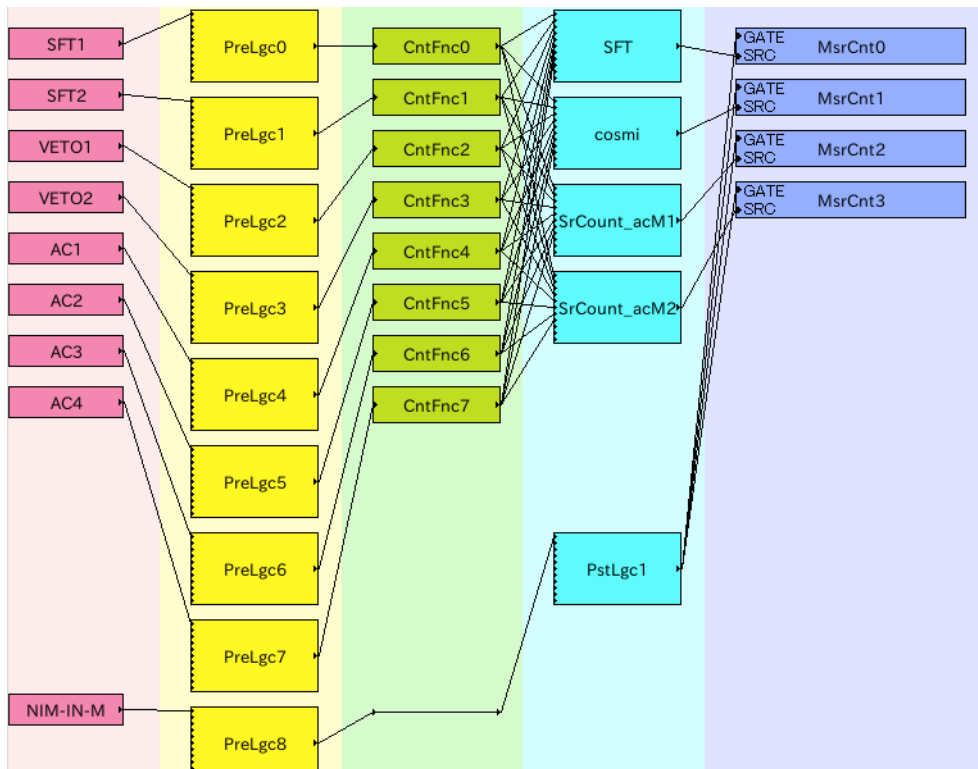 SFT1
SFT2
VETO1
VETO2
AC1
AC2
AC3
AC4
NIM-IN-M
PreLgc0
PreLgc1
PreLgc2
PreLgc3
PreLgc4
PreLgc5
PreLgc6
PreLgc7
PreLgc8
CntFnc0
CntFnc1
CntFnc2
CntFnc3
CntFnc4
CntFnc5
CntFnc6
CntFnc7
SFT
cosmi
SrCount_acM1
SrCount_acM2
PstLgc1
GATE
SRC
MsrCnt0
GATE
SRC
MsrCnt1
GATE
SRC
MsrCnt2
GATE
SRC
MsrCnt3